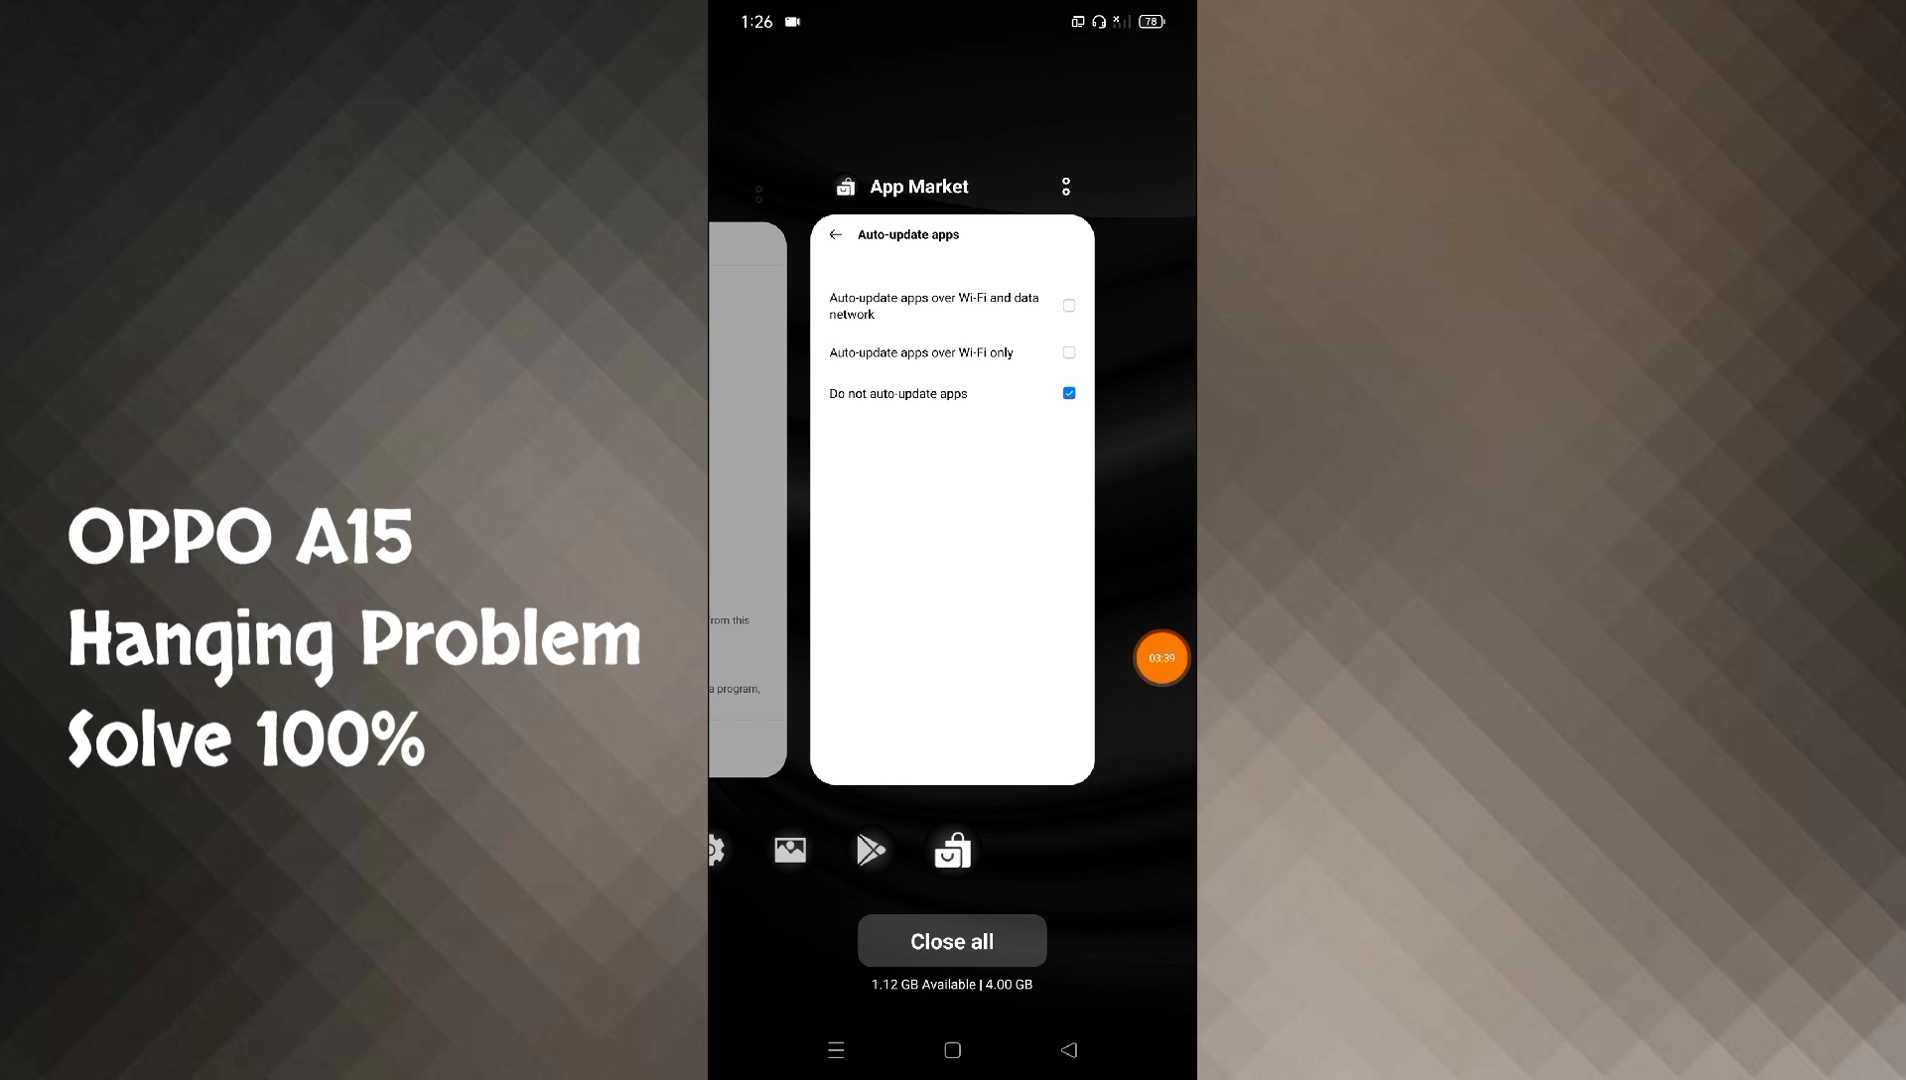 1:26
78
App Market
Auto-update apps
Auto-update apps over Wi-Fi and data
network
Auto-update apps over Wi-Fi only
Do not auto-update apps
rom this
a program,
03:39
Close all
1.12 GB Available | 4.00 GB
OPPO A15
Hanging Problem
Solve 100%